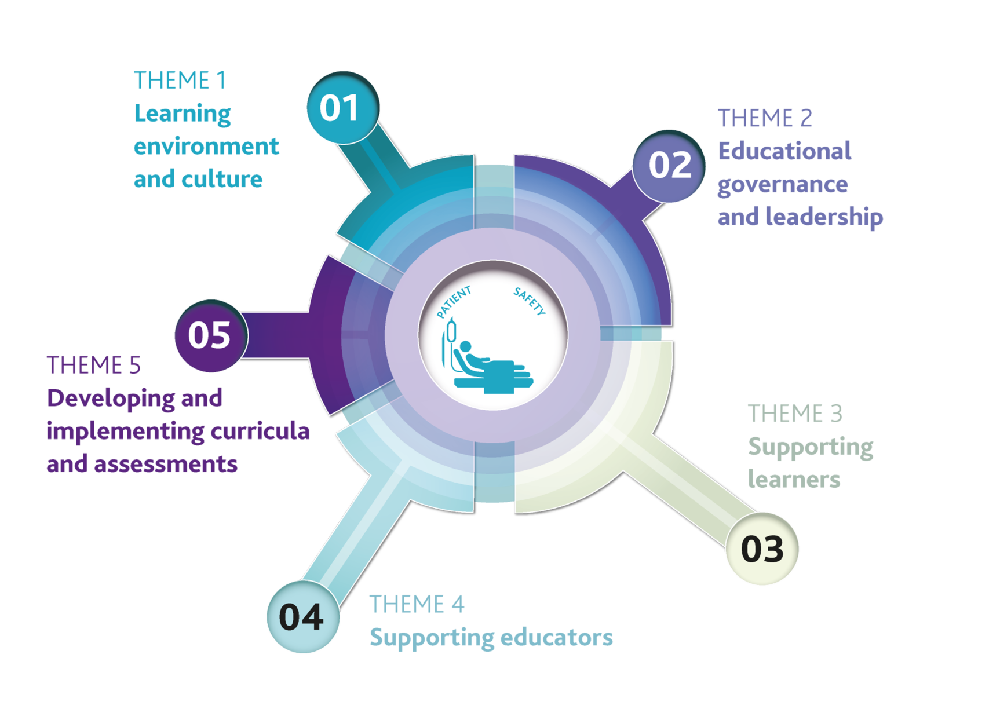 THEME 1
Learning
environment
and culture
01
THEME 2
Educational
governance
and leadership
02
PATIENT SAFETY
05
THEME 5
Developing and
implementing curricula
and assessments
THEME 3
Supporting
learners
03
04
THEME 4
Supporting educators